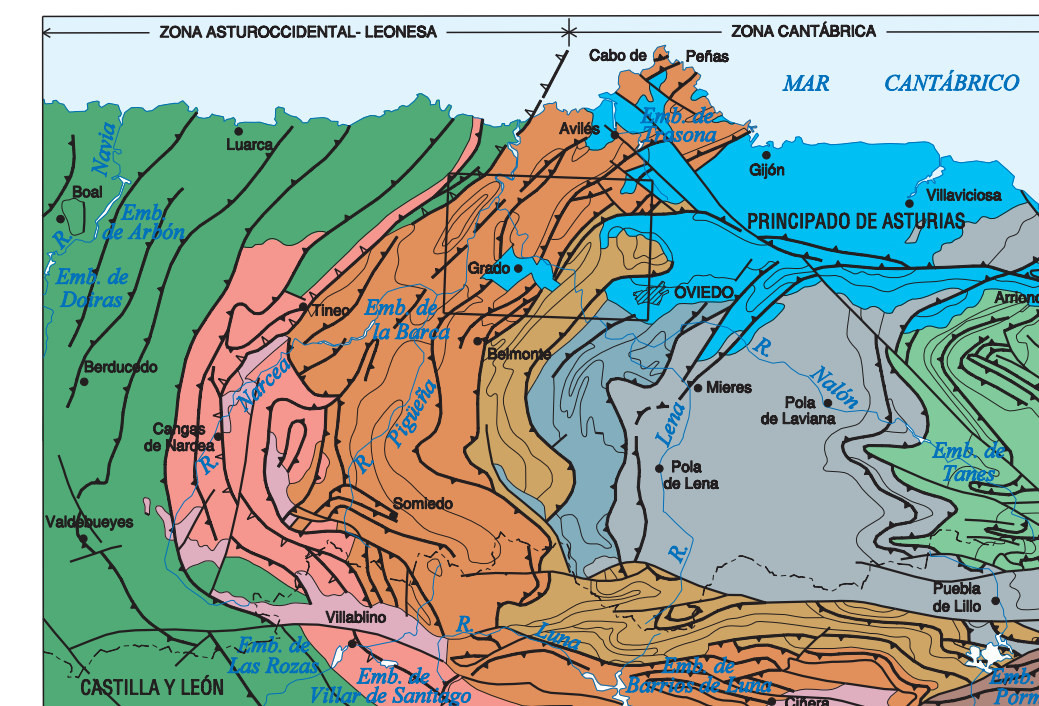 ZONA ASTUROCCIDENTAL- LEONESA
ZONA CANTÁBRICA
Cabo de Peñas
MAR CANTÁBRICO
Avilés
Emb. de
Trasona
Luarca
Navia
Gijón
Boal
Villaviciosa
Emb.
de Arbón
R.
PRINCIPADO DE ASTURIAS
Grado
Emb. de
Doiras
OVIEDO
Tineo
Emb. de
la Barca
Belmonte
R.
Berducedo
Narcea
Mieres
Nalón
Pola
de Laviana
Pigüeña
Lena
Cangas
de Narcea
R.
R.
Emb. de
Tanes
Pola
de Lena
Somiedo
Valdebueyes
R.
Puebla
de Lillo
Villablino
R.
Luna
Emb. de
Las Rozas
Emb. de
Villar de Santiago
Emb. de
Barrios de Luna
Emb.
CASTILLA Y LEÓN
Ciñera